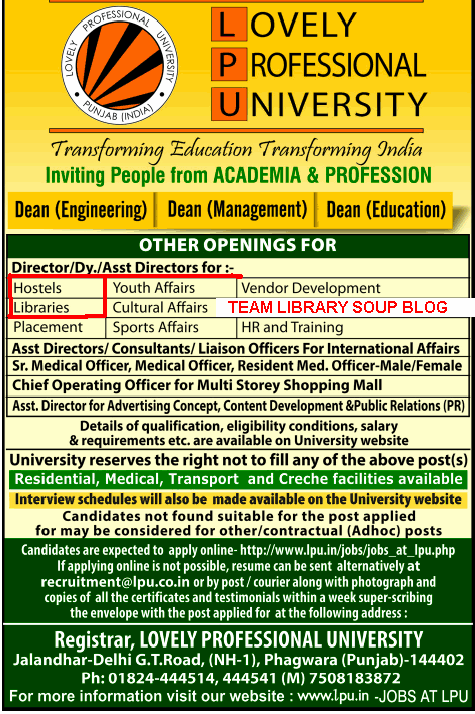 LOVELY PROFESSIONAL UNIVERSITY
PUNJAB (INDIA)
LOVELY
PROFESSIONAL
UNIVERSITY
Transforming Education Transforming India
Inviting People from ACADEMIA & PROFESSION
Dean (Engineering) Dean (Management) Dean (Education)
OTHER OPENINGS FOR
Director/Dy./Asst Directors for :-
Hostels Youth Affairs Vendor Development
Libraries Cultural Affairs TEAM LIBRARY SOUP BLOG
Placement Sports Affairs HR and Training
Asst Directors/ Consultants/ Liaison Officers For International Affairs
Sr. Medical Officer, Medical Officer, Resident Med. Officer-Male/Female
Chief Operating Officer for Multi Storey Shopping Mall
Asst. Director for Advertising Concept, Content Development &Public Relations (PR)
Details of qualification, eligibility conditions, salary
& requirements etc. are available on University website
University reserves the right not to fill any of the above post(s)
Residential, Medical, Transport and Creche facilities available
Interview schedules will also be made available on the University website
Candidates not found suitable for the post applied
for may be considered for other/contractual (Adhoc) posts
Candidates are expected to apply online- http://www.lpu.in/jobs/jobs_at_lpu.php
If applying online is not possible, resume can be sent alternatively at
recruitment@lpu.co.in or by post / courier along with photograph and
copies of all the certificates and testimonials within a week super-scribing
the envelope with the post applied for at the following address :
Registrar, LOVELY PROFESSIONAL UNIVERSITY
Jalandhar-Delhi G.T.Road, (NH-1), Phagwara (Punjab)-144402
Ph: 01824-444514, 444541 (M) 7508183872
For more information visit our website : www.lpu.in -JOBS AT LPU